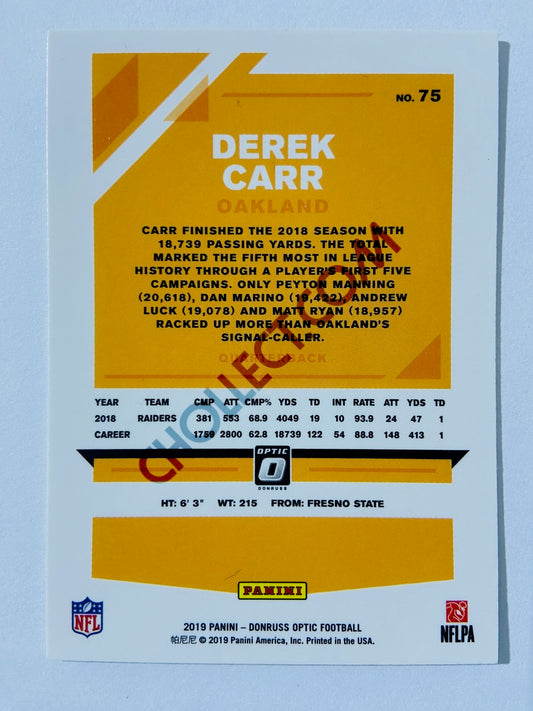 NO. 75
DEREK
CARR
OAKLAND
CARR FINISHED THE 2018 SEASON WITH
18,739 PASSING YARDS. THE TOTAL
MARKED THE FIFTH MOST IN LEAGUE
HISTORY THROUGH A PLAYER'S FIRST FIVE
CAMPAIGNS. ONLY PEYTON MANNING
(20,618), DAN MARINO (19,422), ANDREW
LUCK (19,078) AND MATT RYAN (18,957)
RACKED UP MORE THAN OAKLAND'S
SIGNAL-CALLER.
QUARTERBACK
CHOLLECT.COM
YEAR TEAM CMP ATT CMP% YDS TD INT RATE ATT YDS TD
2018 RAIDERS 381 553 68.9 4049 19 10 93.9 24 47 1
CAREER 1759 2800 62.8 18739 122 54 88.8 148 413 1
OPTIC
DONRUSS
HT: 6' 3" WT: 215 FROM: FRESNO STATE
PANINI
NFL
NFLPA
2019 PANINI – DONRUSS OPTIC FOOTBALL
帕尼尼 © 2019 Panini America, Inc. Printed in the USA.